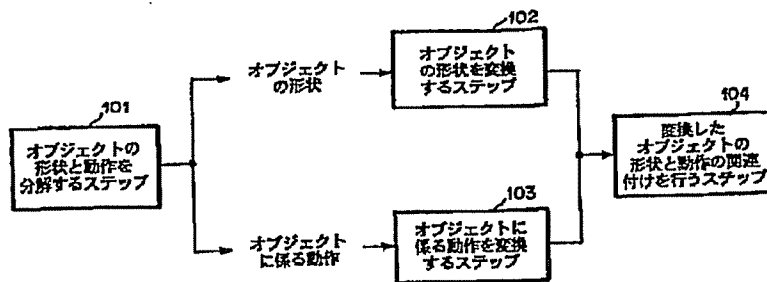 101
オブジェクトの
形状と動作を
分解するステップ
オブジェクト
の形状
102
オブジェクト
の形状を変換
するステップ
オブジェクト
に係る動作
103
オブジェクトに
係る動作を変換
するステップ
104
変換した
オブジェクトの
形状と動作の関連
付けを行うステップ